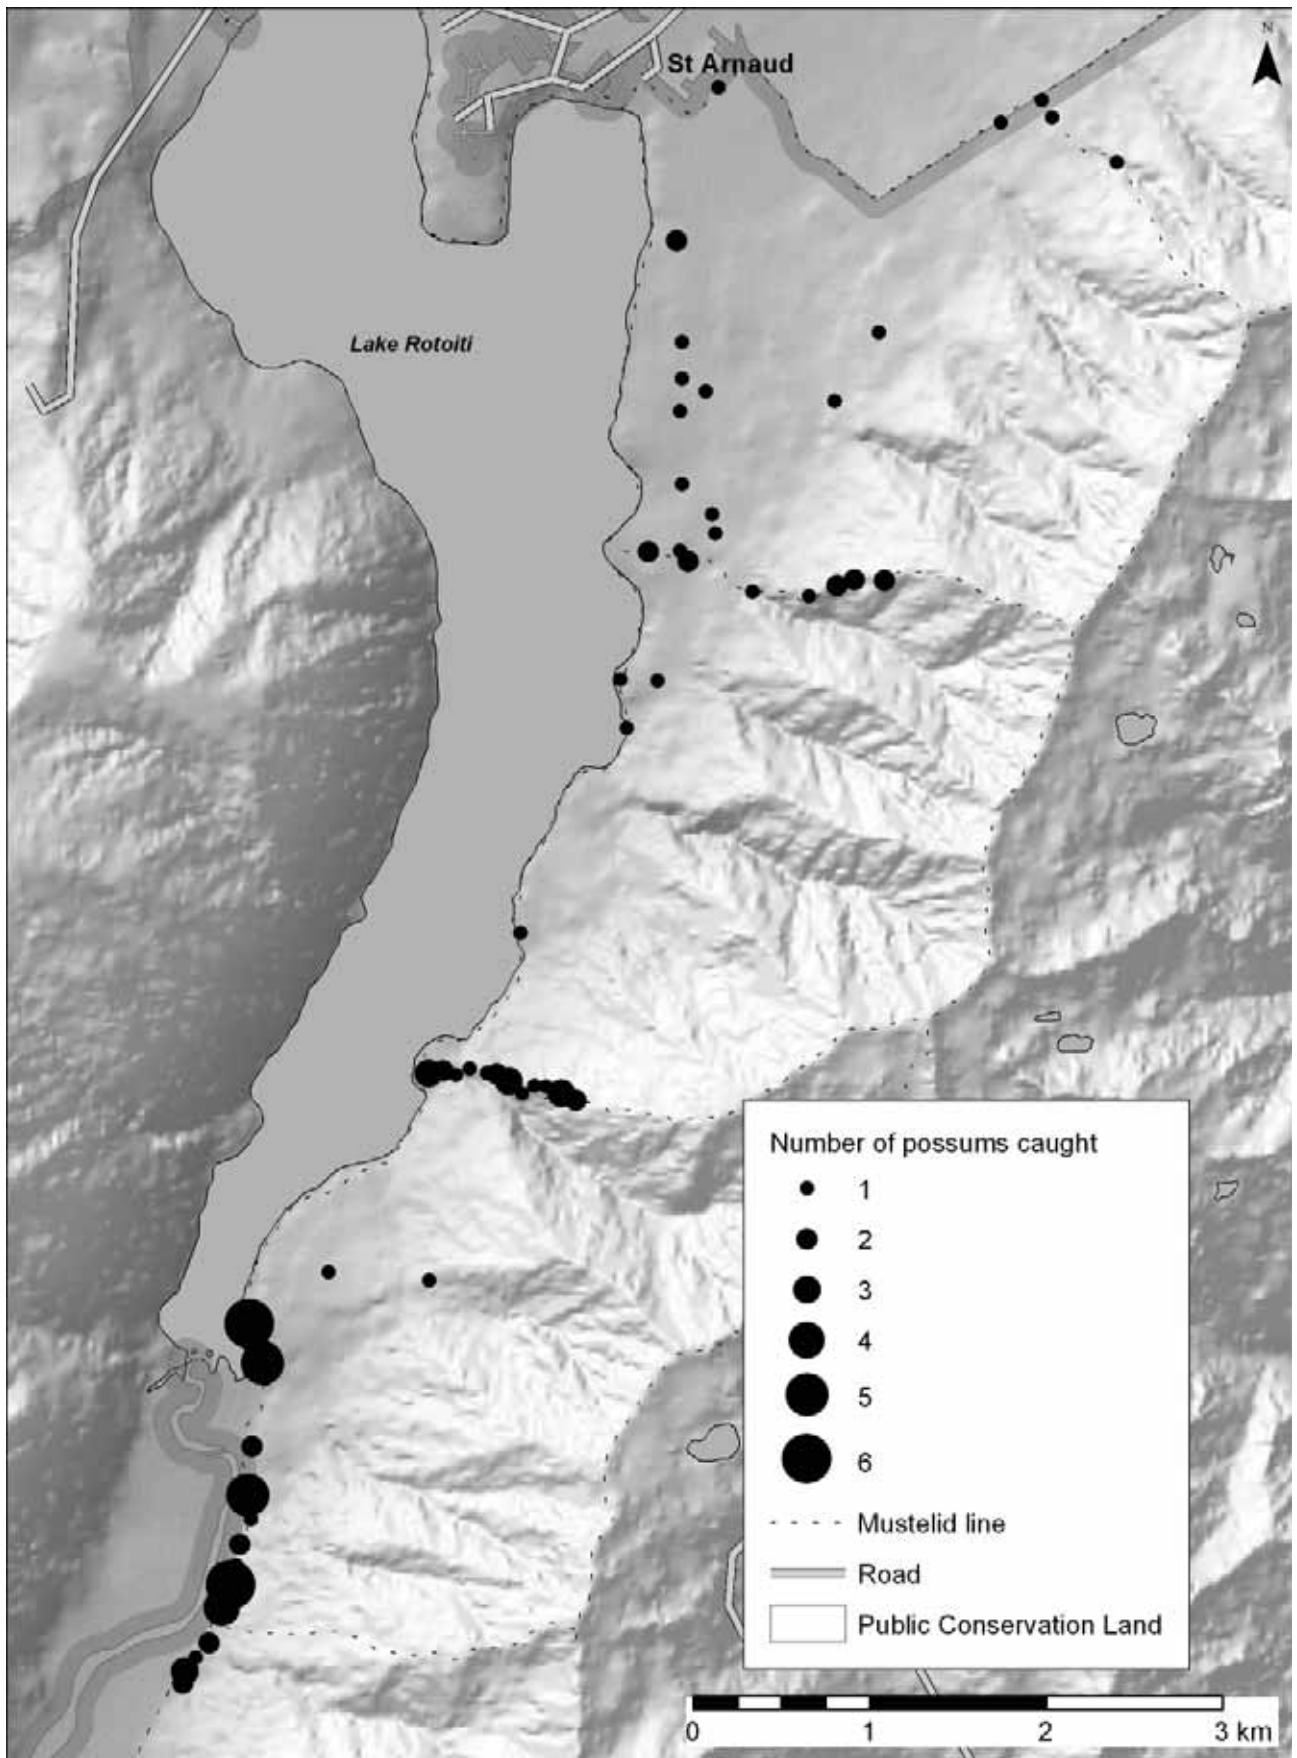 N
St Arnaud
Lake Rotoiti
Number of possums caught
1
2
3
4
5
6
Mustelid line
Road
Public Conservation Land
0 1 2 3 km